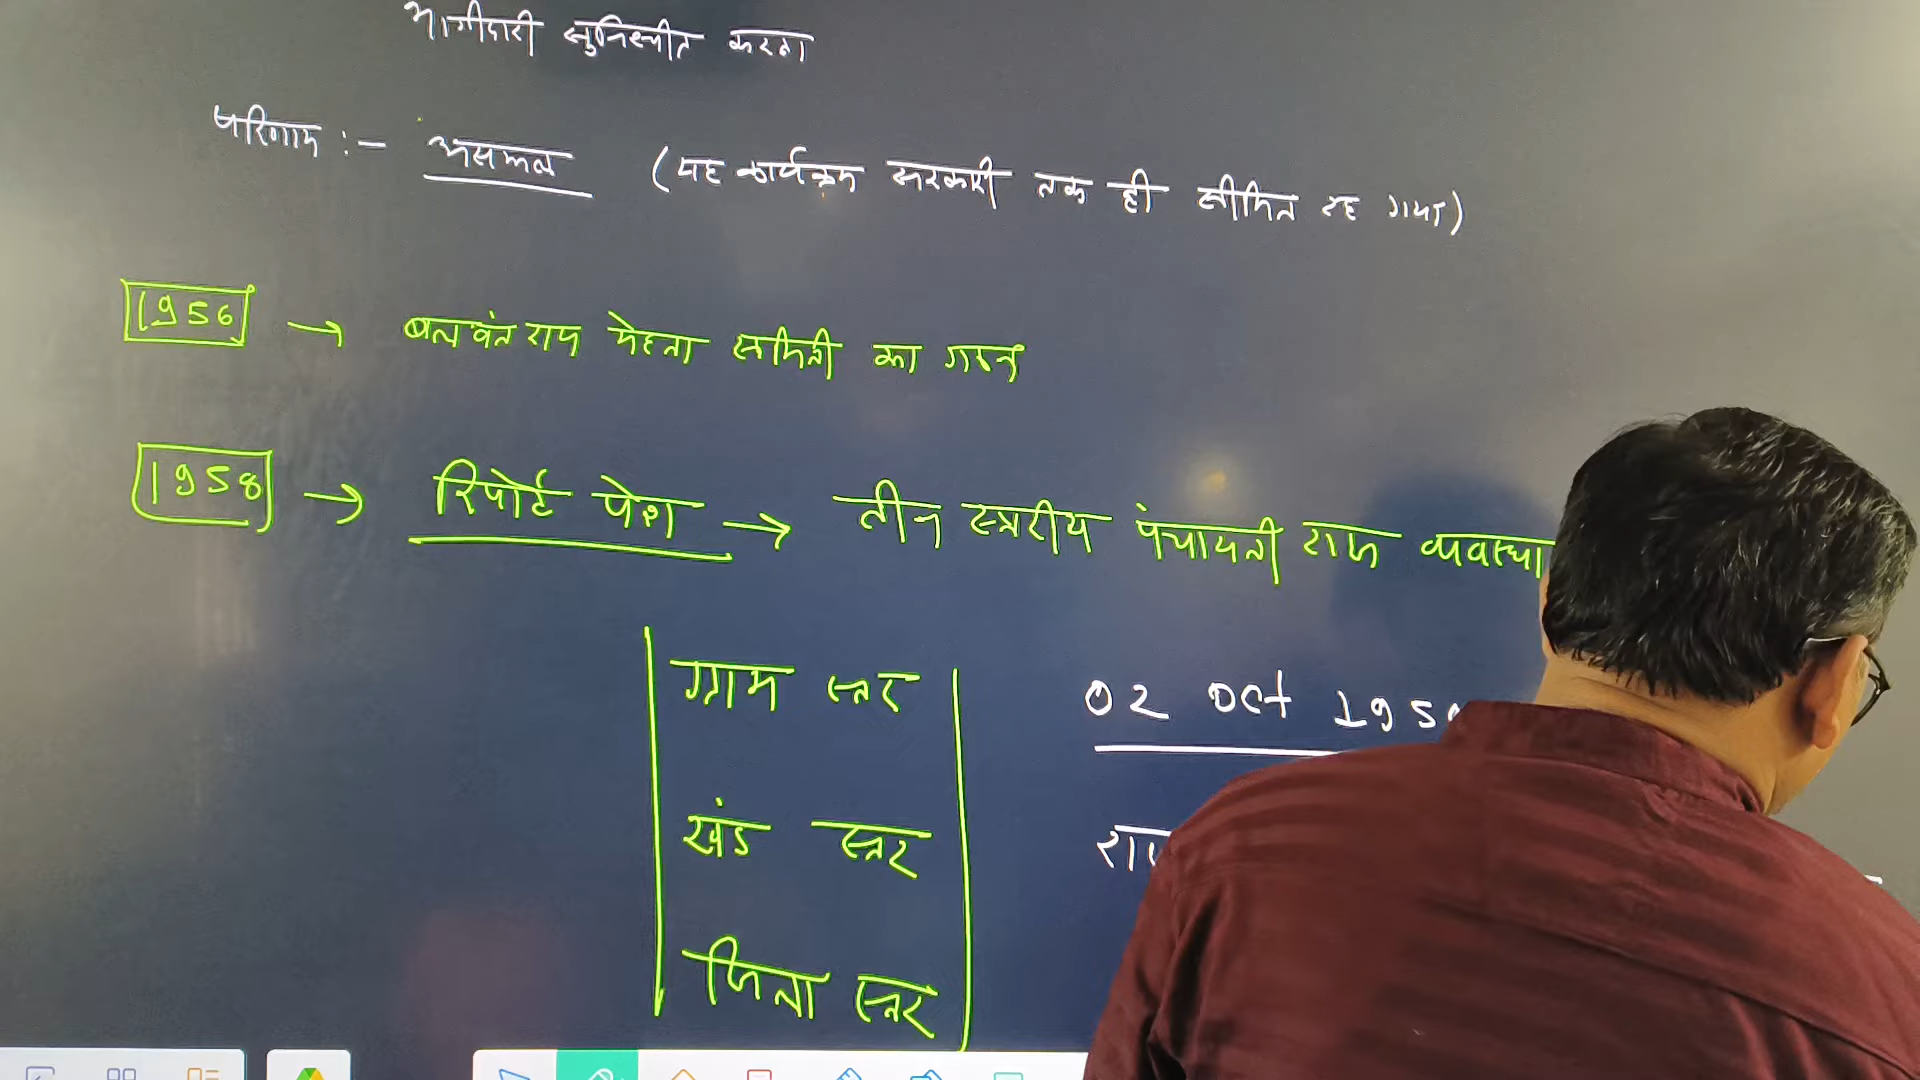 भागीदारी सुनिश्चीत करना
परिणाम :- असफल (यह कार्यक्रम सरकारी तक ही सीमित रह गया)
1956 → बलवंत राय मेहता समिती का गठन
1958 → रिपोर्ट पेश → तीन स्तरीय पंचायती राज व्यवस्था
ग्राम स्तर
02 Oct 195
खंड स्तर
जिला स्तर